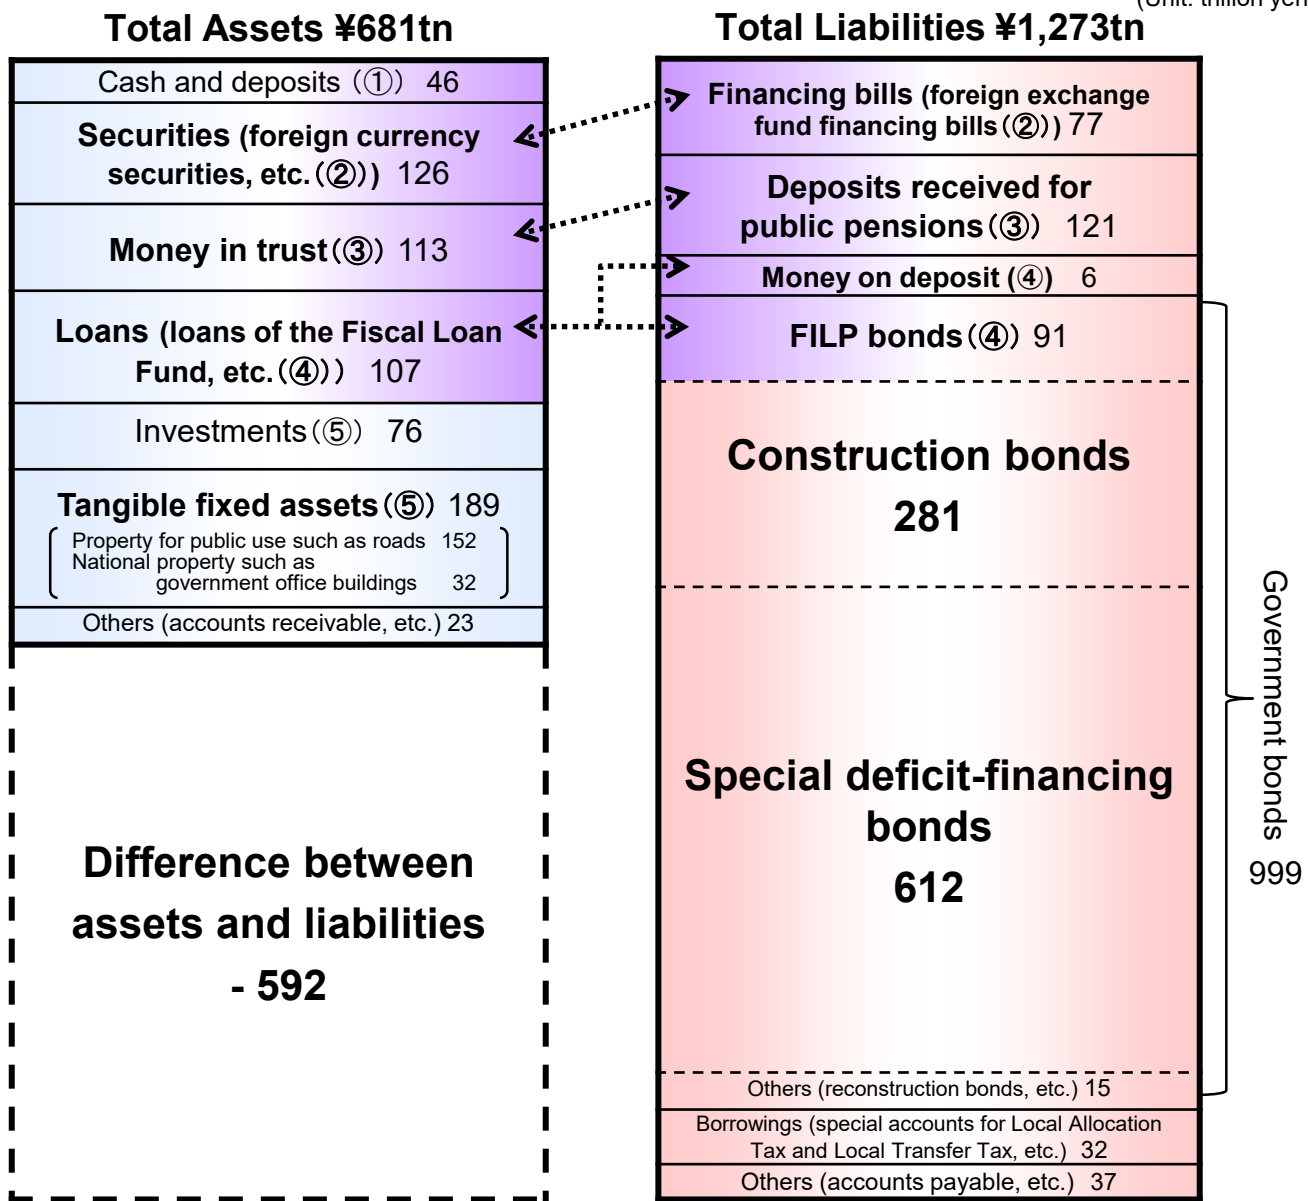 (Unit: trillion yen
Total Assets ¥681tn
Cash and deposits (①) 46
Securities (foreign currency
securities, etc.(②)) 126
Money in trust(③) 113
Loans (loans of the Fiscal Loan
Fund, etc.(④)) 107
Investments(⑤) 76
Tangible fixed assets(⑤) 189
Property for public use such as roads 152
National property such as
government office buildings 32
Others (accounts receivable, etc.) 23
Difference between
assets and liabilities
- 592
Total Liabilities ¥1,273tn
Financing bills (foreign exchange
fund financing bills(②)) 77
Deposits received for
public pensions(③) 121
Money on deposit (④) 6
FILP bonds(④) 91
Construction bonds
281
Special deficit-financing
bonds
612
Others (reconstruction bonds, etc.) 15
Borrowings (special accounts for Local Allocation
Tax and Local Transfer Tax, etc.) 32
Others (accounts payable, etc.) 37
Government bonds
999